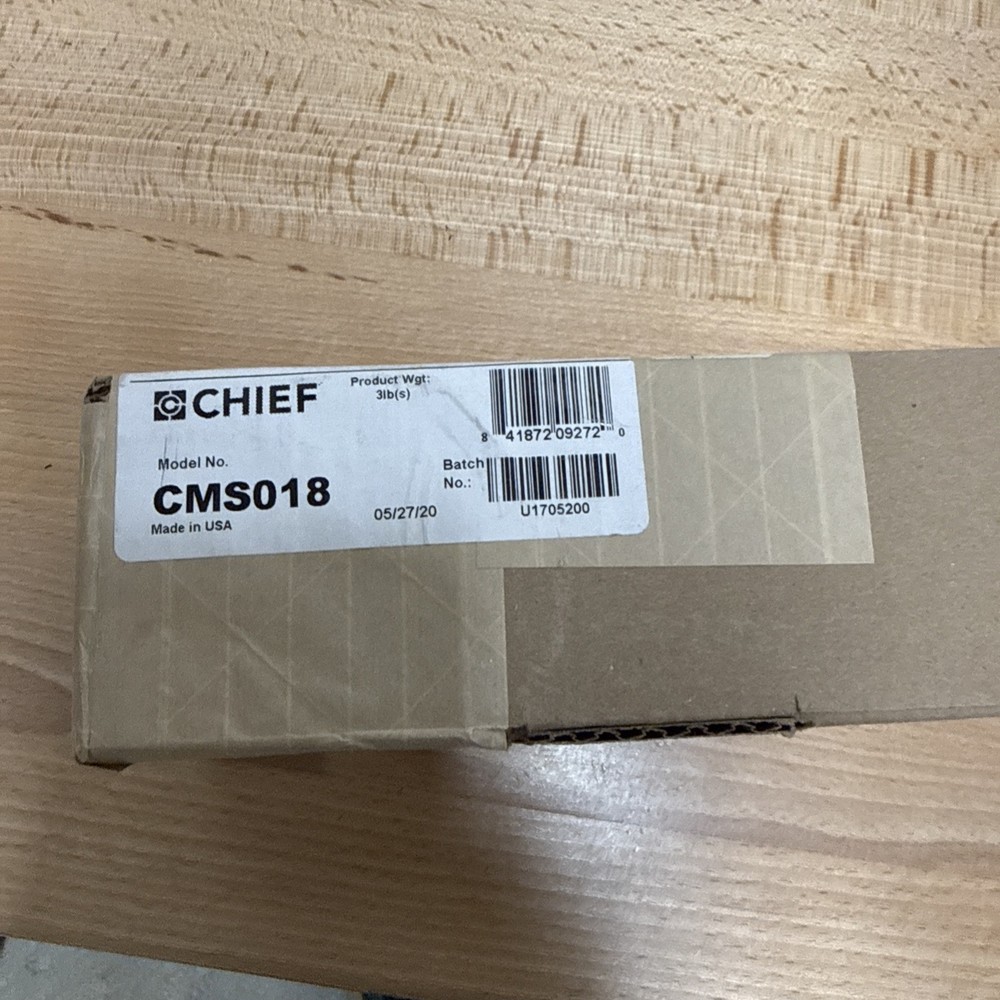 CHIEF
Product Wgt:
3lb(s)
8 41872 09272 0
Model No.
CMS018
Made in USA
05/27/20
Batch
No.:
U1705200